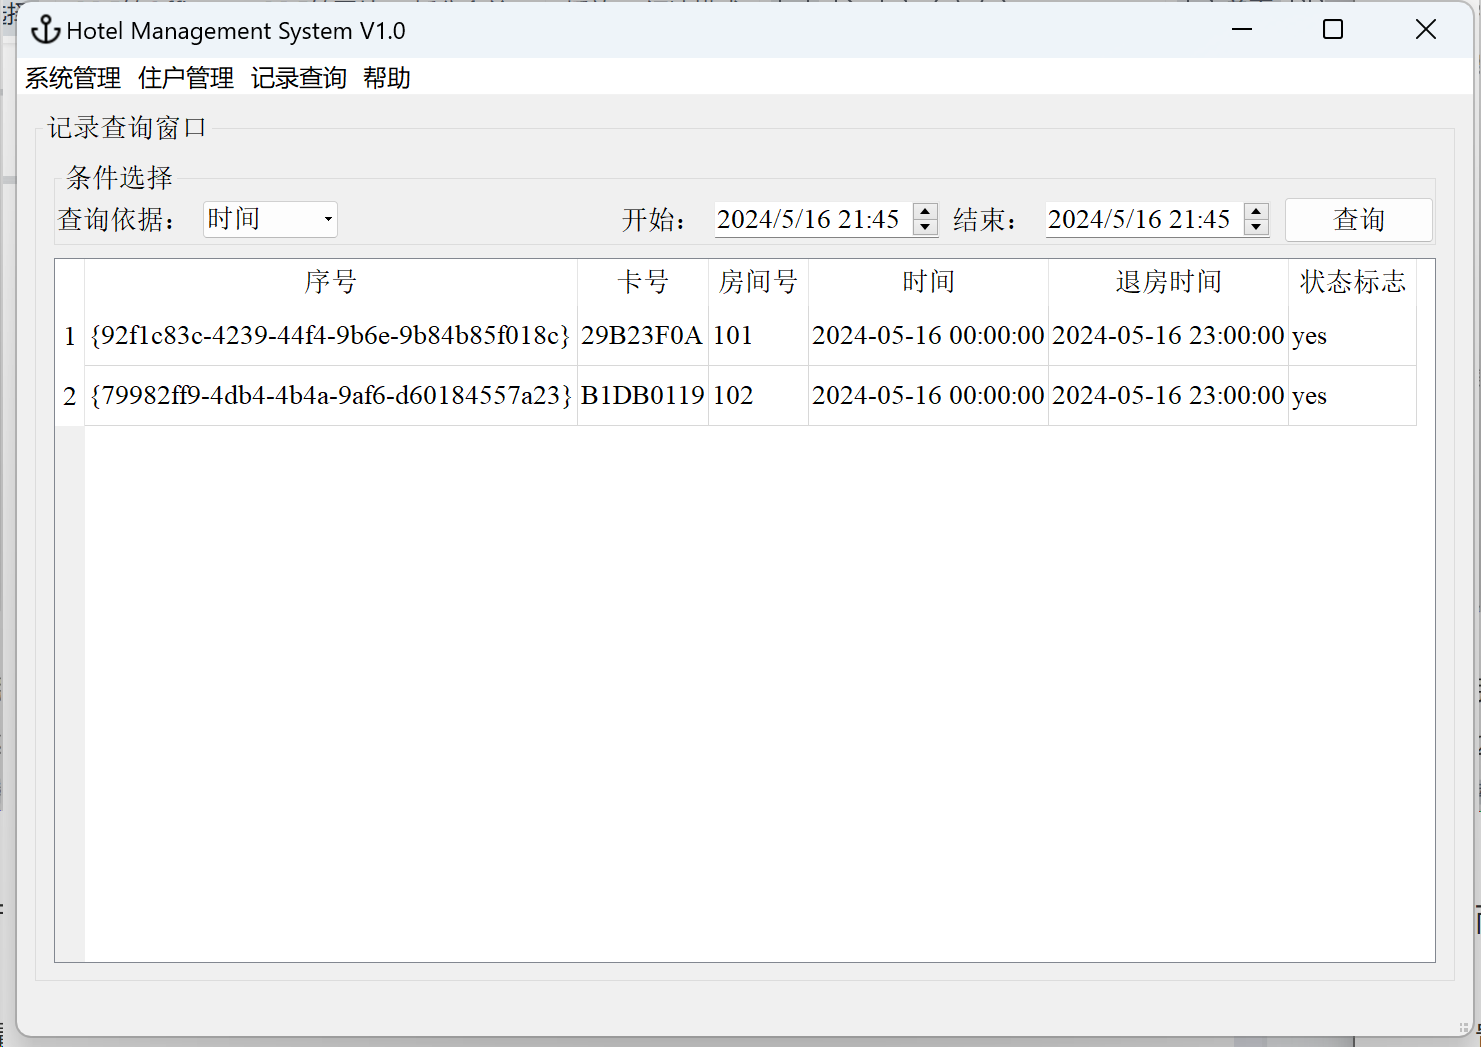 Hotel Management System V1.0
系统管理 住户管理 记录查询 帮助
记录查询窗口
条件选择
查询依据： 时间 开始： 2024/5/16 21:45 结束： 2024/5/16 21:45 查询
序号 卡号 房间号 时间 退房时间 状态标志
1 {92f1c83c-4239-44f4-9b6e-9b84b85f018c} 29B23F0A 101 2024-05-16 00:00:00 2024-05-16 23:00:00 yes
2 {79982ff9-4db4-4b4a-9af6-d60184557a23} B1DB0119 102 2024-05-16 00:00:00 2024-05-16 23:00:00 yes